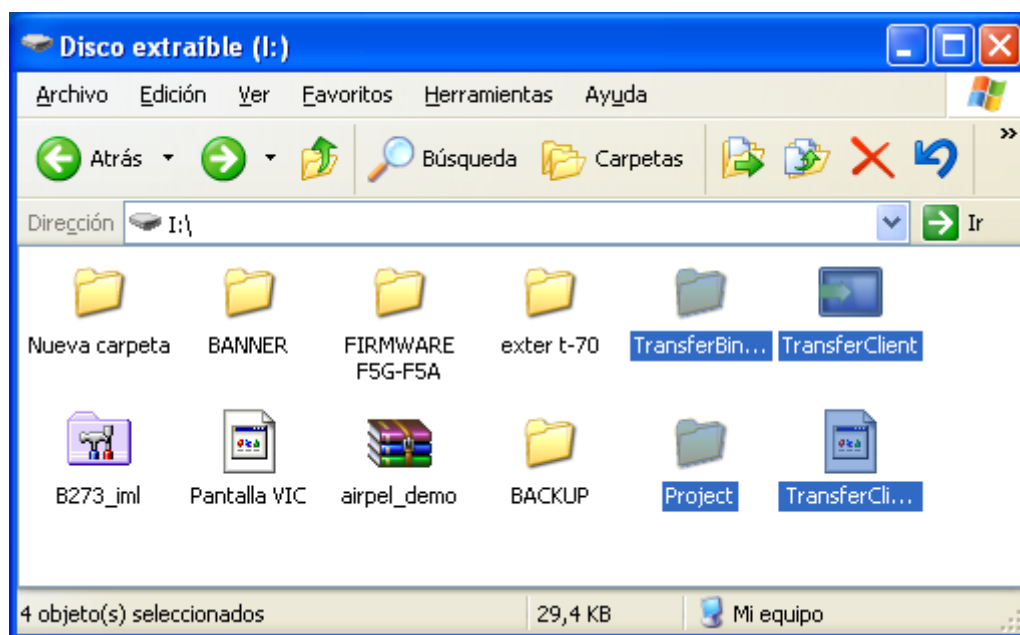 Disco extraíble (I:)
Archivo Edición Ver Favoritos Herramientas Ayuda
Atrás Búsqueda Carpetas »
Dirección I:\ Ir
Nueva carpeta BANNER FIRMWARE F5G-F5A exter t-70 TransferBin... TransferClient
B273_iml Pantalla VIC airpel_demo BACKUP Project TransferCli...
4 objeto(s) seleccionados 29,4 KB Mi equipo